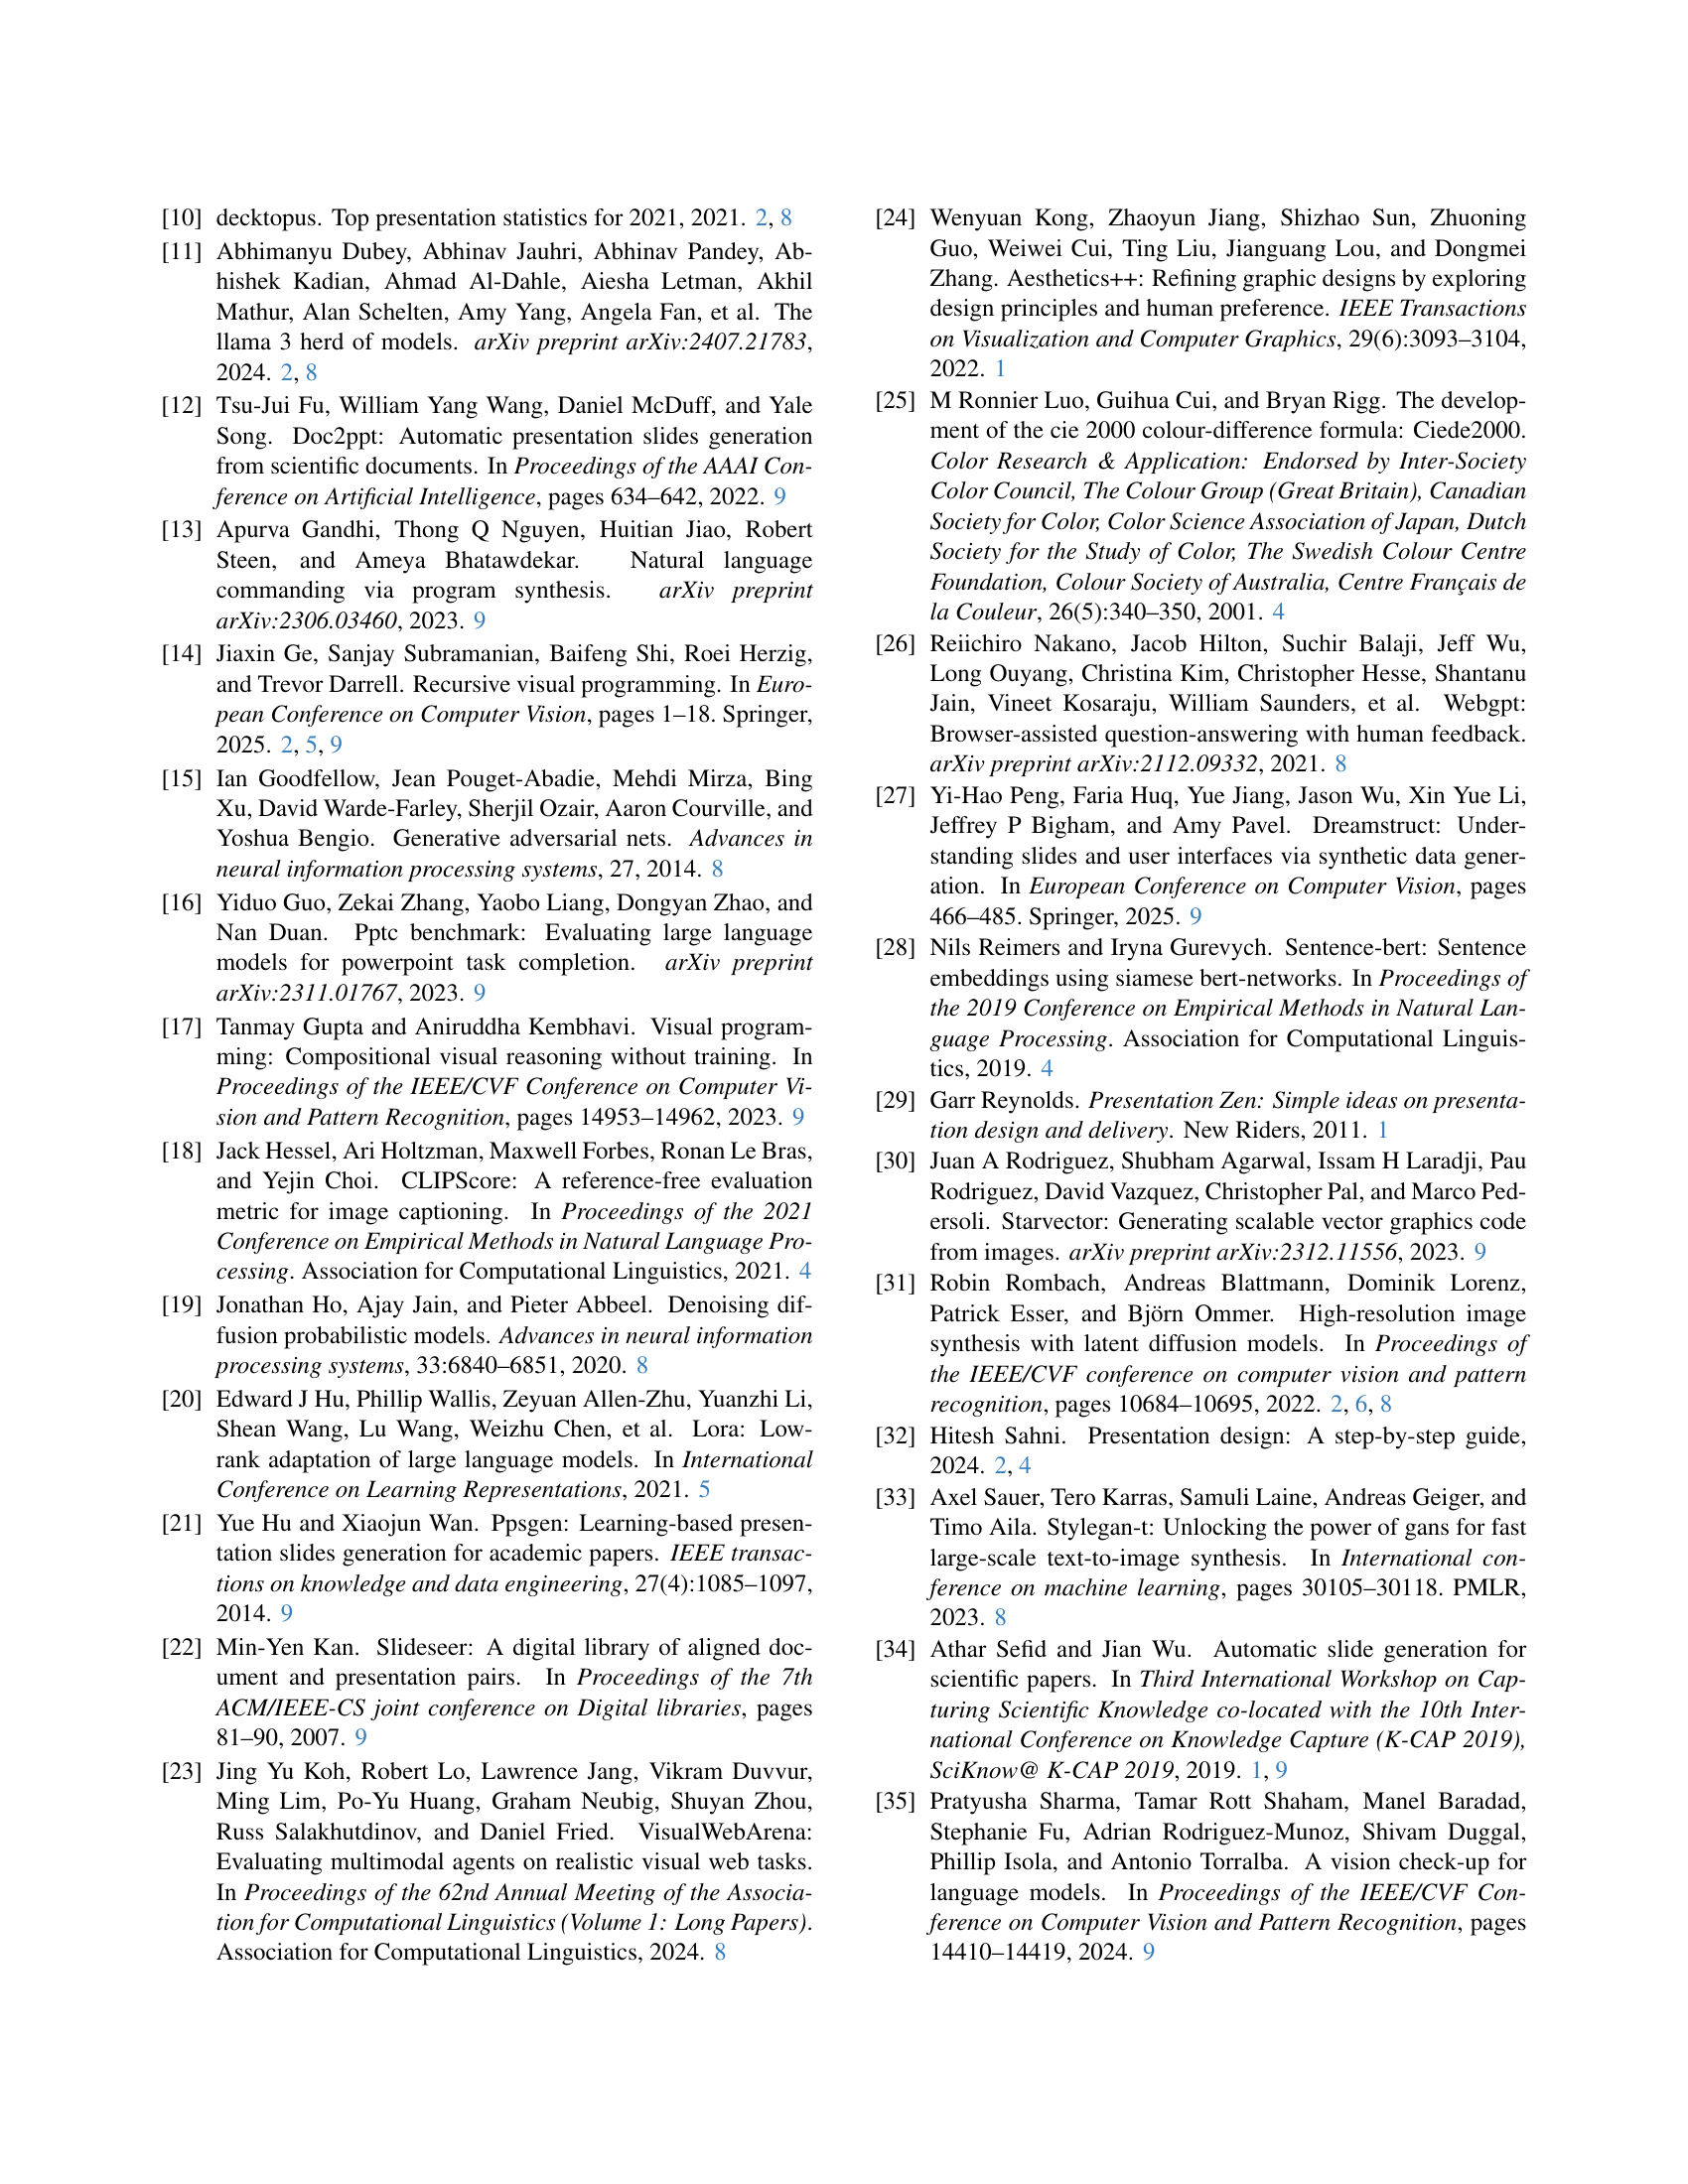 [10] decktopus. Top presentation statistics for 2021, 2021. 2, 8
[11] Abhimanyu Dubey, Abhinav Jauhri, Abhinav Pandey, Ab-
hishek Kadian, Ahmad Al-Dahle, Aiesha Letman, Akhil
Mathur, Alan Schelten, Amy Yang, Angela Fan, et al. The
llama 3 herd of models. arXiv preprint arXiv:2407.21783,
2024. 2, 8
[12] Tsu-Jui Fu, William Yang Wang, Daniel McDuff, and Yale
Song. Doc2ppt: Automatic presentation slides generation
from scientific documents. In Proceedings of the AAAI Con-
ference on Artificial Intelligence, pages 634–642, 2022. 9
[13] Apurva Gandhi, Thong Q Nguyen, Huitian Jiao, Robert
Steen, and Ameya Bhatawdekar. Natural language
commanding via program synthesis. arXiv preprint
arXiv:2306.03460, 2023. 9
[14] Jiaxin Ge, Sanjay Subramanian, Baifeng Shi, Roei Herzig,
and Trevor Darrell. Recursive visual programming. In Euro-
pean Conference on Computer Vision, pages 1–18. Springer,
2025. 2, 5, 9
[15] Ian Goodfellow, Jean Pouget-Abadie, Mehdi Mirza, Bing
Xu, David Warde-Farley, Sherjil Ozair, Aaron Courville, and
Yoshua Bengio. Generative adversarial nets. Advances in
neural information processing systems, 27, 2014. 8
[16] Yiduo Guo, Zekai Zhang, Yaobo Liang, Dongyan Zhao, and
Nan Duan. Pptc benchmark: Evaluating large language
models for powerpoint task completion. arXiv preprint
arXiv:2311.01767, 2023. 9
[17] Tanmay Gupta and Aniruddha Kembhavi. Visual program-
ming: Compositional visual reasoning without training. In
Proceedings of the IEEE/CVF Conference on Computer Vi-
sion and Pattern Recognition, pages 14953–14962, 2023. 9
[18] Jack Hessel, Ari Holtzman, Maxwell Forbes, Ronan Le Bras,
and Yejin Choi. CLIPScore: A reference-free evaluation
metric for image captioning. In Proceedings of the 2021
Conference on Empirical Methods in Natural Language Pro-
cessing. Association for Computational Linguistics, 2021. 4
[19] Jonathan Ho, Ajay Jain, and Pieter Abbeel. Denoising dif-
fusion probabilistic models. Advances in neural information
processing systems, 33:6840–6851, 2020. 8
[20] Edward J Hu, Phillip Wallis, Zeyuan Allen-Zhu, Yuanzhi Li,
Shean Wang, Lu Wang, Weizhu Chen, et al. Lora: Low-
rank adaptation of large language models. In International
Conference on Learning Representations, 2021. 5
[21] Yue Hu and Xiaojun Wan. Ppsgen: Learning-based presen-
tation slides generation for academic papers. IEEE transac-
tions on knowledge and data engineering, 27(4):1085–1097,
2014. 9
[22] Min-Yen Kan. Slideseer: A digital library of aligned doc-
ument and presentation pairs. In Proceedings of the 7th
ACM/IEEE-CS joint conference on Digital libraries, pages
81–90, 2007. 9
[23] Jing Yu Koh, Robert Lo, Lawrence Jang, Vikram Duvvur,
Ming Lim, Po-Yu Huang, Graham Neubig, Shuyan Zhou,
Russ Salakhutdinov, and Daniel Fried. VisualWebArena:
Evaluating multimodal agents on realistic visual web tasks.
In Proceedings of the 62nd Annual Meeting of the Associa-
tion for Computational Linguistics (Volume 1: Long Papers).
Association for Computational Linguistics, 2024. 8
[24] Wenyuan Kong, Zhaoyun Jiang, Shizhao Sun, Zhuoning
Guo, Weiwei Cui, Ting Liu, Jianguang Lou, and Dongmei
Zhang. Aesthetics++: Refining graphic designs by exploring
design principles and human preference. IEEE Transactions
on Visualization and Computer Graphics, 29(6):3093–3104,
2022. 1
[25] M Ronnier Luo, Guihua Cui, and Bryan Rigg. The develop-
ment of the cie 2000 colour-difference formula: Ciede2000.
Color Research & Application: Endorsed by Inter-Society
Color Council, The Colour Group (Great Britain), Canadian
Society for Color, Color Science Association of Japan, Dutch
Society for the Study of Color, The Swedish Colour Centre
Foundation, Colour Society of Australia, Centre Français de
la Couleur, 26(5):340–350, 2001. 4
[26] Reiichiro Nakano, Jacob Hilton, Suchir Balaji, Jeff Wu,
Long Ouyang, Christina Kim, Christopher Hesse, Shantanu
Jain, Vineet Kosaraju, William Saunders, et al. Webgpt:
Browser-assisted question-answering with human feedback.
arXiv preprint arXiv:2112.09332, 2021. 8
[27] Yi-Hao Peng, Faria Huq, Yue Jiang, Jason Wu, Xin Yue Li,
Jeffrey P Bigham, and Amy Pavel. Dreamstruct: Under-
standing slides and user interfaces via synthetic data gener-
ation. In European Conference on Computer Vision, pages
466–485. Springer, 2025. 9
[28] Nils Reimers and Iryna Gurevych. Sentence-bert: Sentence
embeddings using siamese bert-networks. In Proceedings of
the 2019 Conference on Empirical Methods in Natural Lan-
guage Processing. Association for Computational Linguis-
tics, 2019. 4
[29] Garr Reynolds. Presentation Zen: Simple ideas on presenta-
tion design and delivery. New Riders, 2011. 1
[30] Juan A Rodriguez, Shubham Agarwal, Issam H Laradji, Pau
Rodriguez, David Vazquez, Christopher Pal, and Marco Ped-
ersoli. Starvector: Generating scalable vector graphics code
from images. arXiv preprint arXiv:2312.11556, 2023. 9
[31] Robin Rombach, Andreas Blattmann, Dominik Lorenz,
Patrick Esser, and Björn Ommer. High-resolution image
synthesis with latent diffusion models. In Proceedings of
the IEEE/CVF conference on computer vision and pattern
recognition, pages 10684–10695, 2022. 2, 6, 8
[32] Hitesh Sahni. Presentation design: A step-by-step guide,
2024. 2, 4
[33] Axel Sauer, Tero Karras, Samuli Laine, Andreas Geiger, and
Timo Aila. Stylegan-t: Unlocking the power of gans for fast
large-scale text-to-image synthesis. In International con-
ference on machine learning, pages 30105–30118. PMLR,
2023. 8
[34] Athar Sefid and Jian Wu. Automatic slide generation for
scientific papers. In Third International Workshop on Cap-
turing Scientific Knowledge co-located with the 10th Inter-
national Conference on Knowledge Capture (K-CAP 2019),
SciKnow@ K-CAP 2019, 2019. 1, 9
[35] Pratyusha Sharma, Tamar Rott Shaham, Manel Baradad,
Stephanie Fu, Adrian Rodriguez-Munoz, Shivam Duggal,
Phillip Isola, and Antonio Torralba. A vision check-up for
language models. In Proceedings of the IEEE/CVF Con-
ference on Computer Vision and Pattern Recognition, pages
14410–14419, 2024. 9